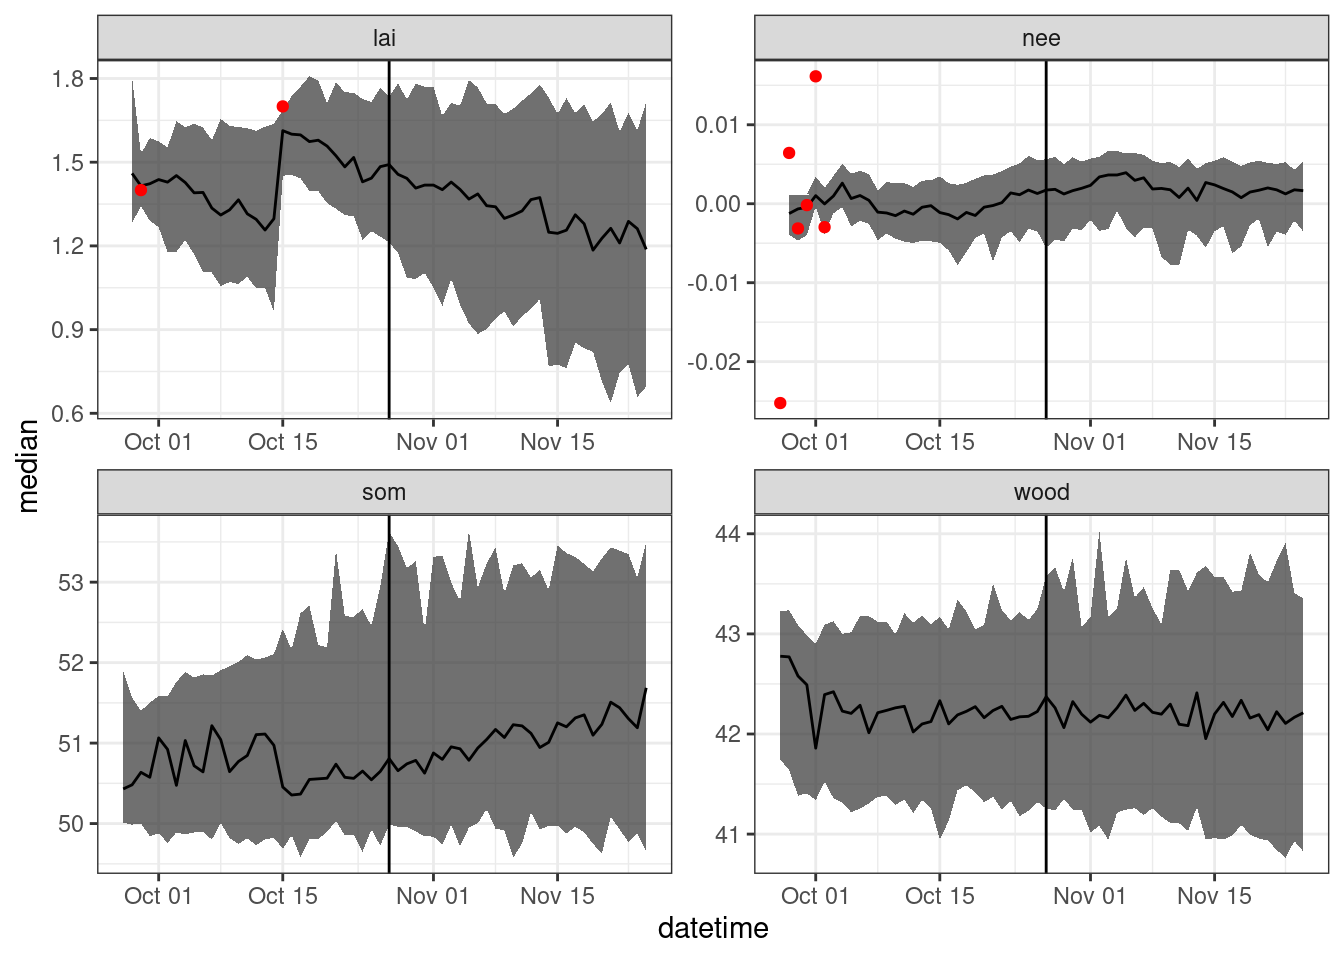 lai
nee
1.8
1.5
1.2
0.9
0.6
0.01
0.00
-0.01
-0.02
Oct 01 Oct 15 Nov 01 Nov 15
Oct 01 Oct 15 Nov 01 Nov 15
median
som
wood
53
52
51
50
44
43
42
41
Oct 01 Oct 15 Nov 01 Nov 15
Oct 01 Oct 15 Nov 01 Nov 15
datetime